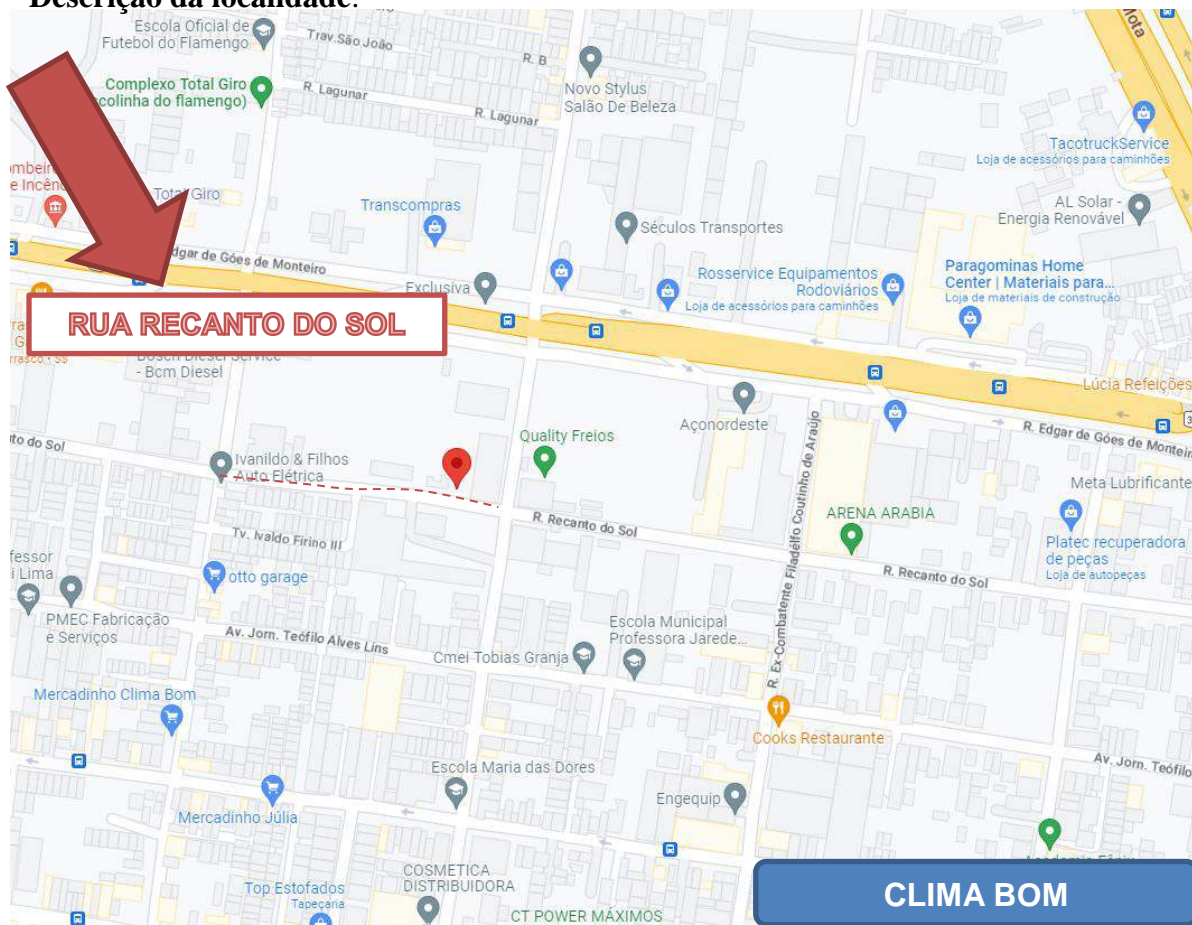 Descrição da localidade:
Escola Oficial de
Futebol do Flamengo
Trav.São João
R. B
Mota
Complexo Total Giro
scolinha do flamengo)
R. Lagunar
R. Lagunar
Novo Stylus
Salão De Beleza
TacotruckService
Loja de acessórios para caminhões
ombeir
e Incên
Total Giro
Transcompras
Séculos Transportes
AL Solar -
Energia Renovável
dgar de Góes de Monteiro
Exclusiva
Rosservice Equipamentos
Rodoviários
Loja de acessórios para caminhões
Paragominas Home
Center | Materiais para...
Loja de materiais de construção
RUA RECANTO DO SOL
rrasco • $$
Bosch Diesel Service
- Bcm Diesel
Lúcia Refeições
Açonordeste
R. Edgar de Góes de Monteir
to do Sol
Ivanildo & Filhos
Auto Elétrica
Quality Freios
R. Ex-Combatente Filadélfo Coutinho de Araújo
Meta Lubrificante
R. Recanto do Sol
ARENA ARABIA
Tv. Ivaldo Firino III
Platec recuperadora
de peças
Loja de autopeças
R. Recanto do Sol
fessor
i Lima
otto garage
PMEC Fabricação
e Serviços
Av. Jorn. Teófilo Alves Lins
Escola Municipal
Professora Jarede...
Cmei Tobias Granja
Mercadinho Clima Bom
Cooks Restaurante
Av. Jorn. Teófilo
Escola Maria das Dores
Engequip
Mercadinho Júlia
COSMETICA
DISTRIBUIDORA
Top Estofados
Tapeçaria
CT POWER MÁXIMOS
CLIMA BOM